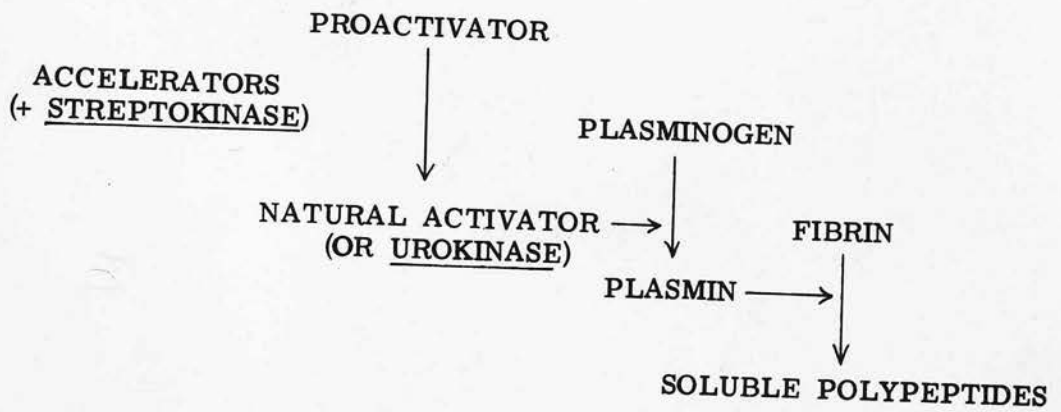 PROACTIVATOR
ACCELERATORS
(+ STREPTOKINASE)
PLASMINOGEN
NATURAL ACTIVATOR
(OR UROKINASE)
FIBRIN
PLASMIN
SOLUBLE POLYPEPTIDES